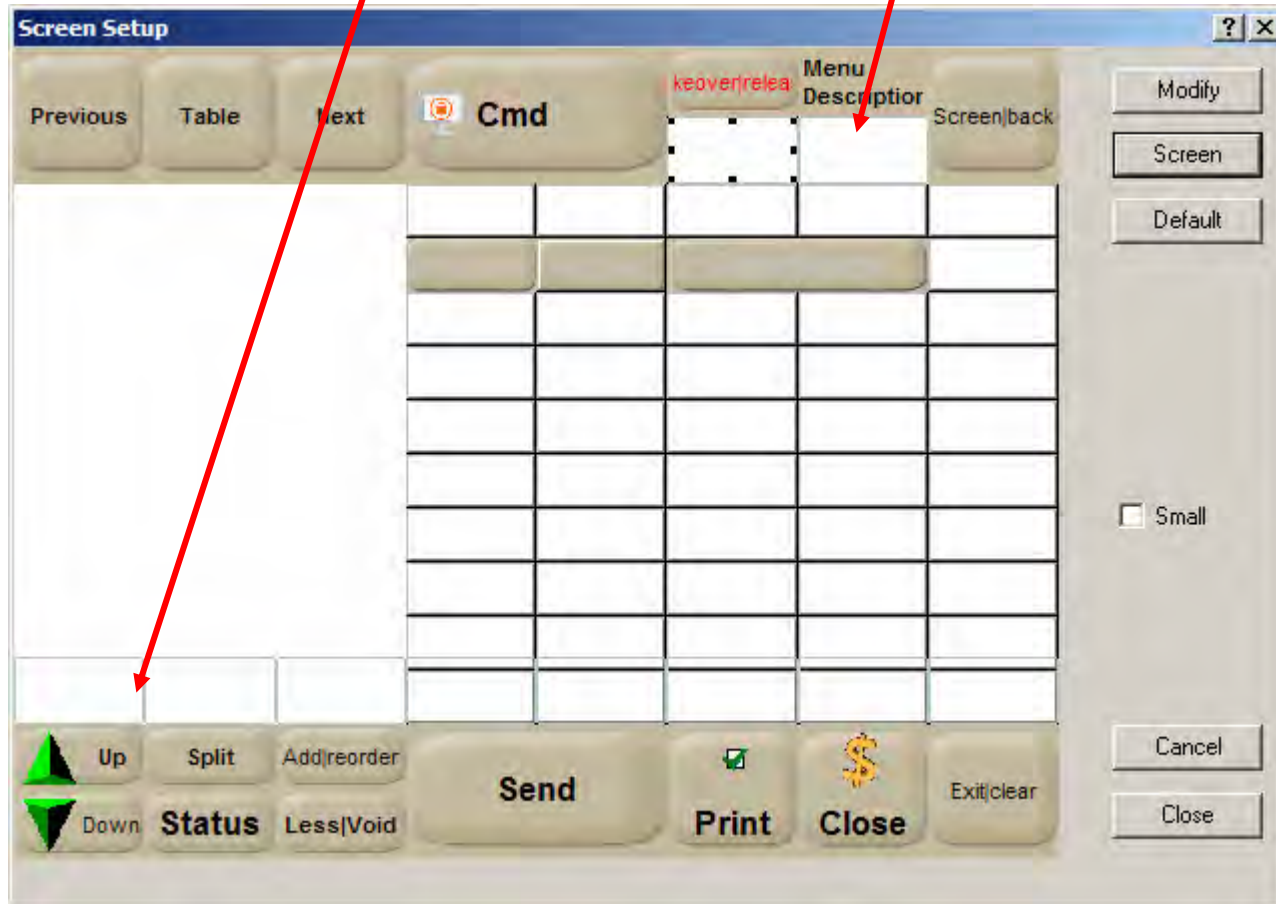 Screen Setup
Previous
Table
Next
Cmd
keover|relea
Menu
Descriptior
Screen|back
Modify
Screen
Default
Small
Up
Split
Add|reorder
Send
Print
Close
Exit|clear
Down
Status
Less|Void
Cancel
Close